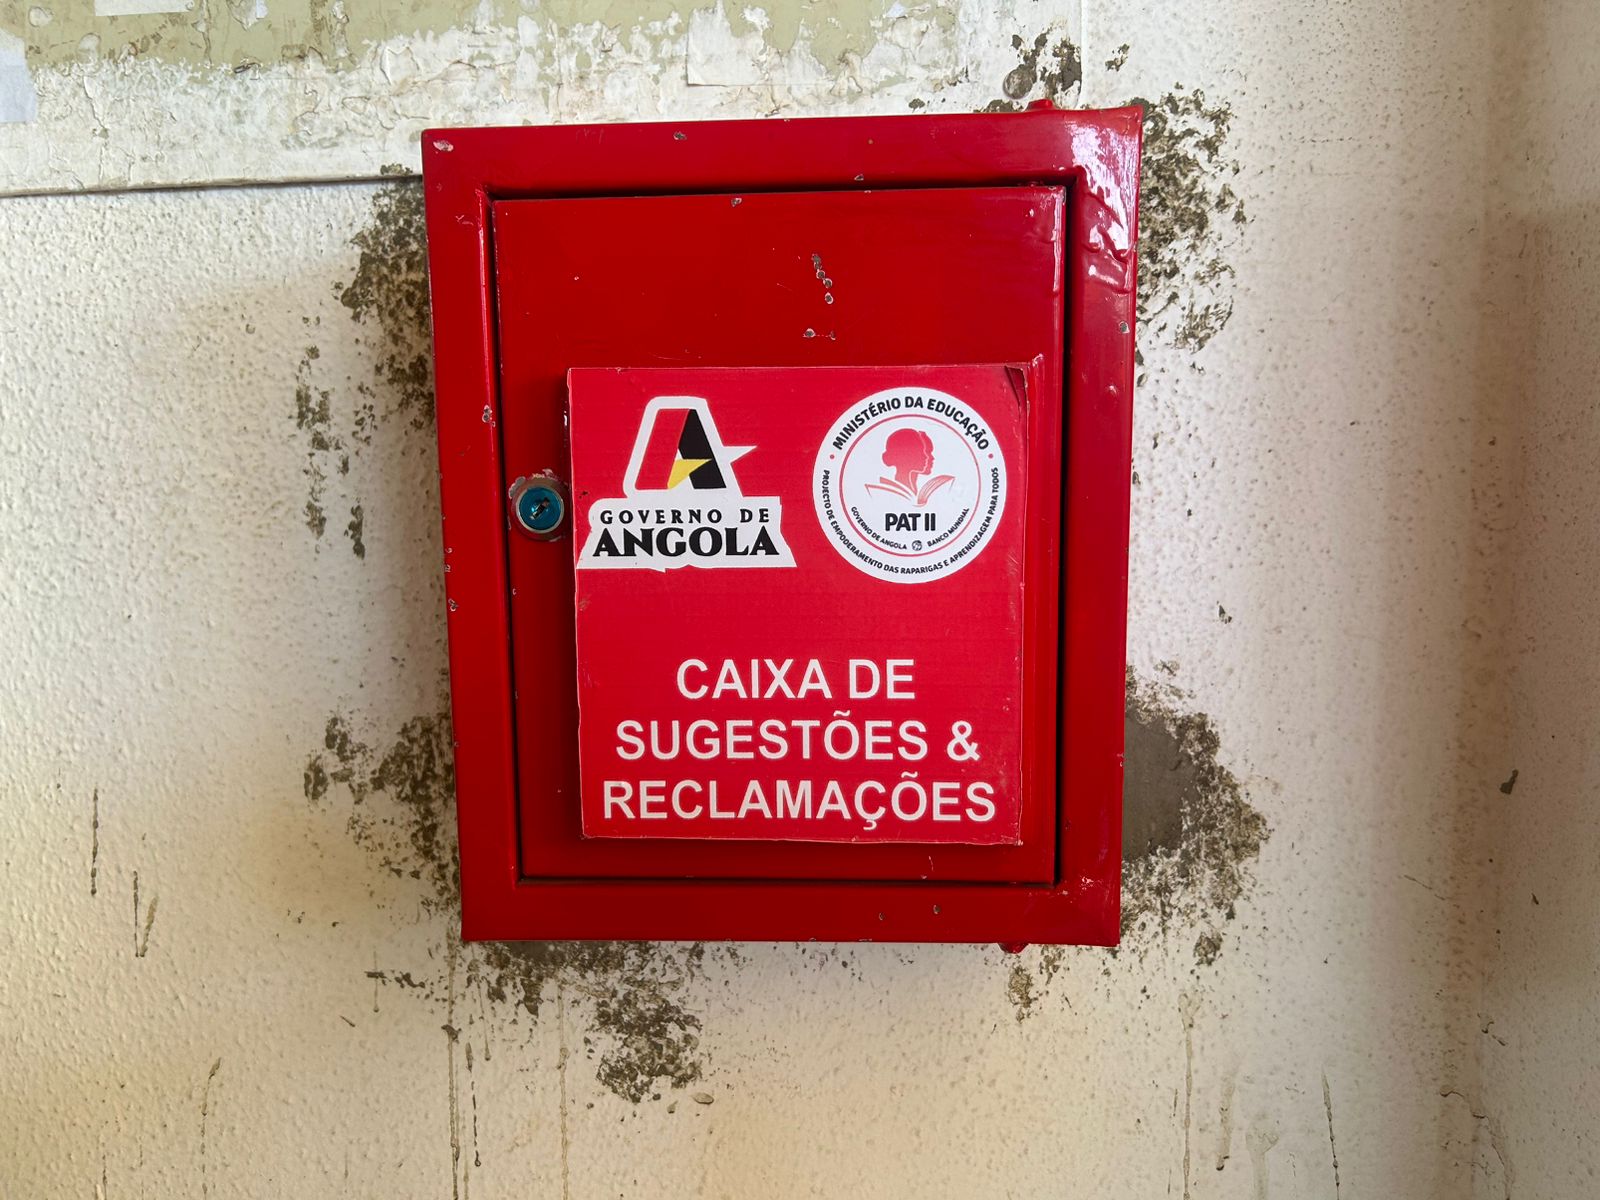 GOVERNO DE
ANGOLA
MINISTÉRIO DA EDUCAÇÃO
PROJECTO DE EMPODERAMENTO DAS RAPARIGAS E APRENDIZAGEM PARA TODOS
PAT II
GOVERNO DE ANGOLA BANCO MUNDIAL
CAIXA DE
SUGESTÕES &
RECLAMAÇÕES